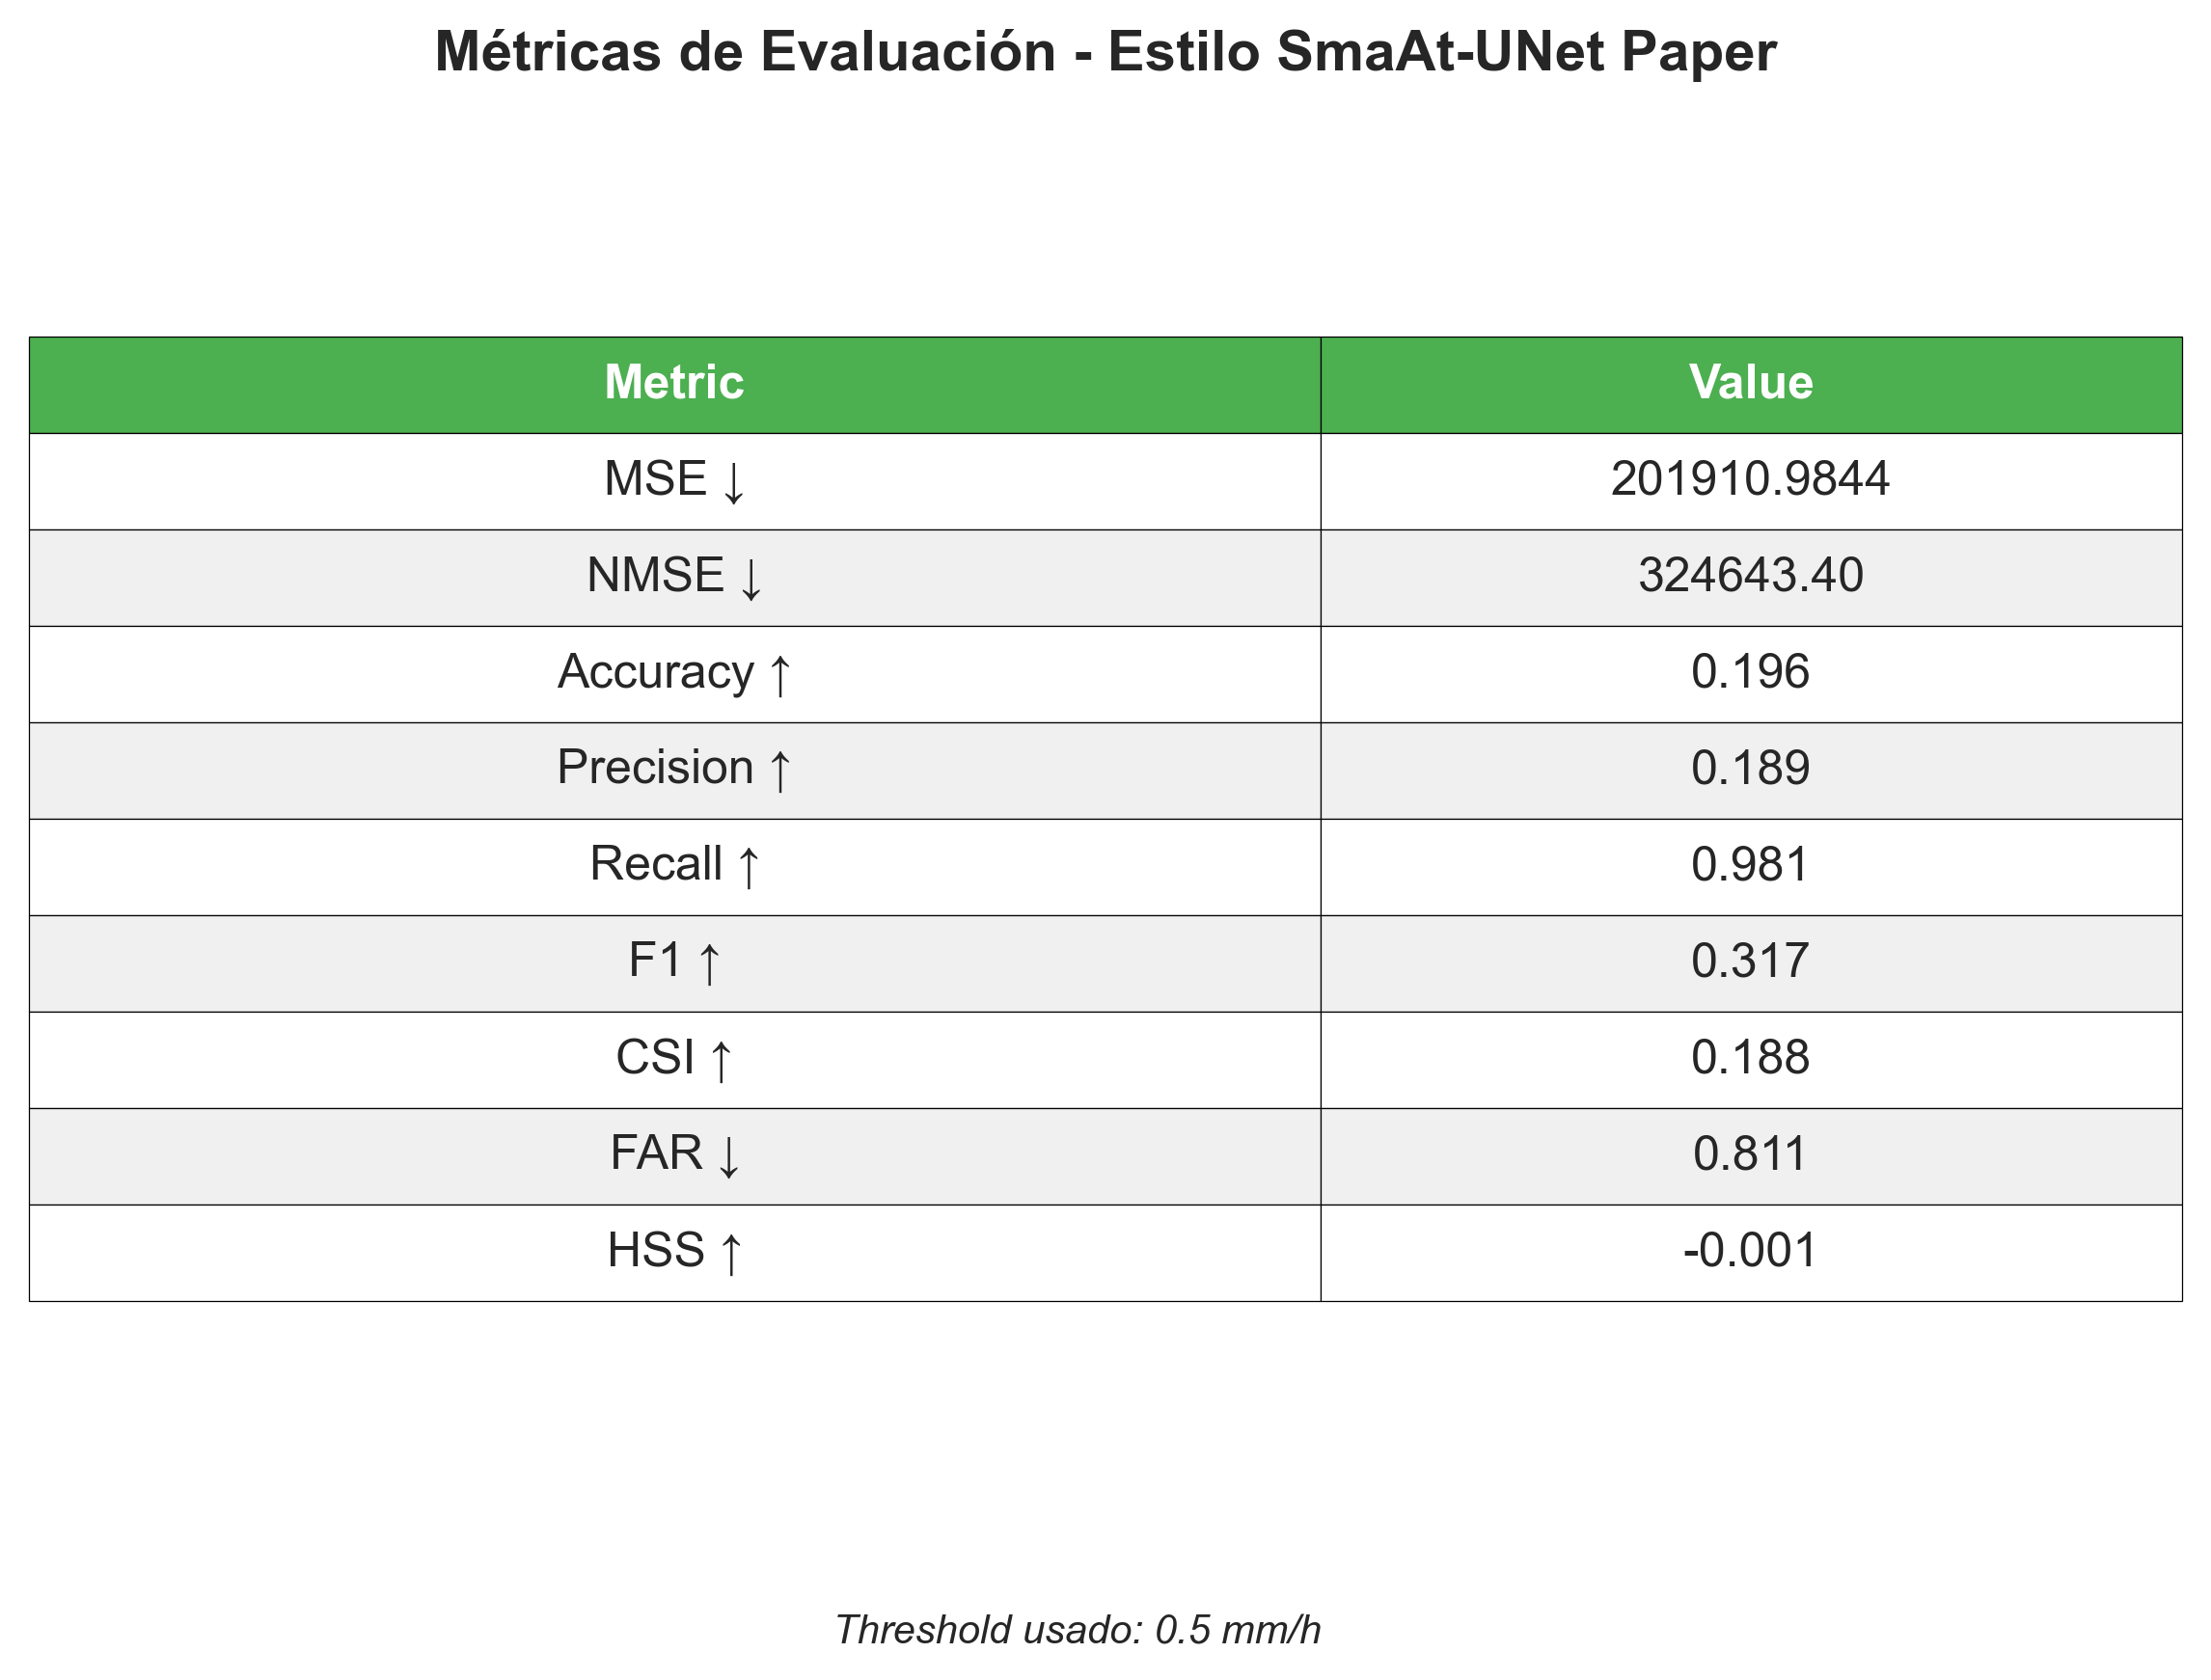 Métricas de Evaluación - Estilo SmaAt-UNet Paper
Metric Value
MSE ↓ 201910.9844
NMSE ↓ 324643.40
Accuracy ↑ 0.196
Precision ↑ 0.189
Recall ↑ 0.981
F1 ↑ 0.317
CSI ↑ 0.188
FAR ↓ 0.811
HSS ↑ -0.001
Threshold usado: 0.5 mm/h